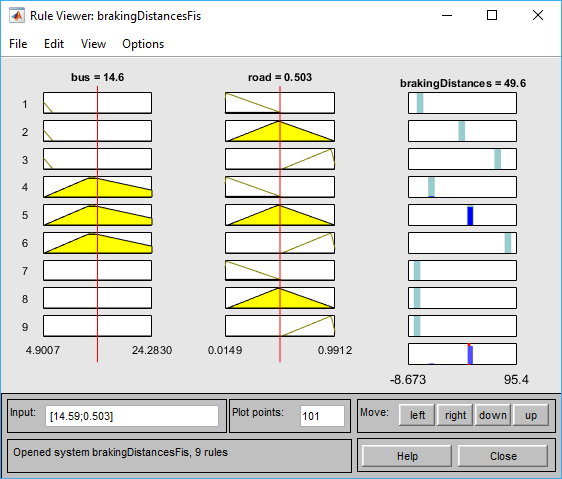 Rule Viewer: brakingDistancesFis
File Edit View Options
bus = 14.6 road = 0.503 brakingDistances = 49.6
1
2
3
4
5
6
7
8
9
4.9007 24.2830 0.0149 0.9912
-8.673 95.4
Input: [14.59;0.503] Plot points: 101 Move: left right down up
Opened system brakingDistancesFis, 9 rules Help Close